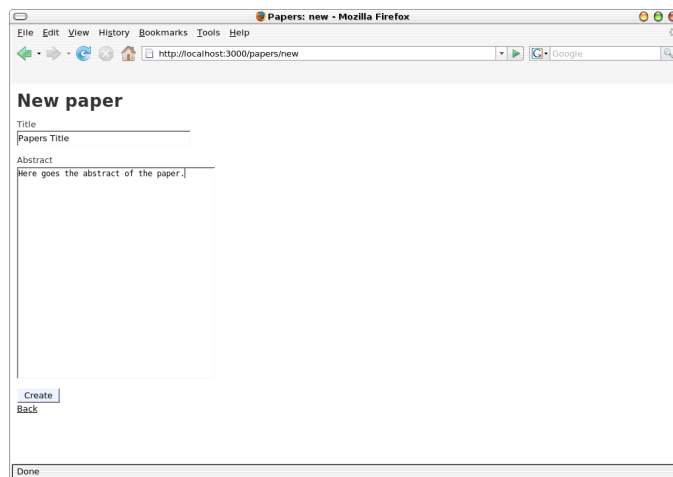 Papers: new - Mozilla Firefox
File Edit View History Bookmarks Tools Help
http://localhost:3000/papers/new
G Google
New paper
Title
Papers Title
Abstract
Here goes the abstract of the paper.
Create
Back
Done